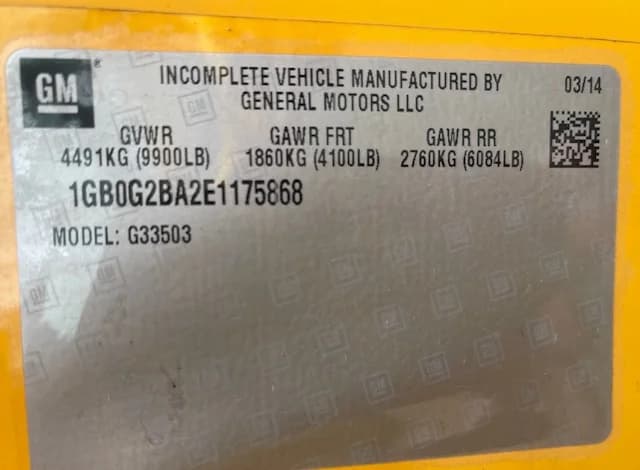 GM
INCOMPLETE VEHICLE MANUFACTURED BY
GENERAL MOTORS LLC
03/14
GVWR GAWR FRT GAWR RR
4491KG (9900LB) 1860KG (4100LB) 2760KG (6084LB)
1GB0G2BA2E1175868
MODEL: G33503